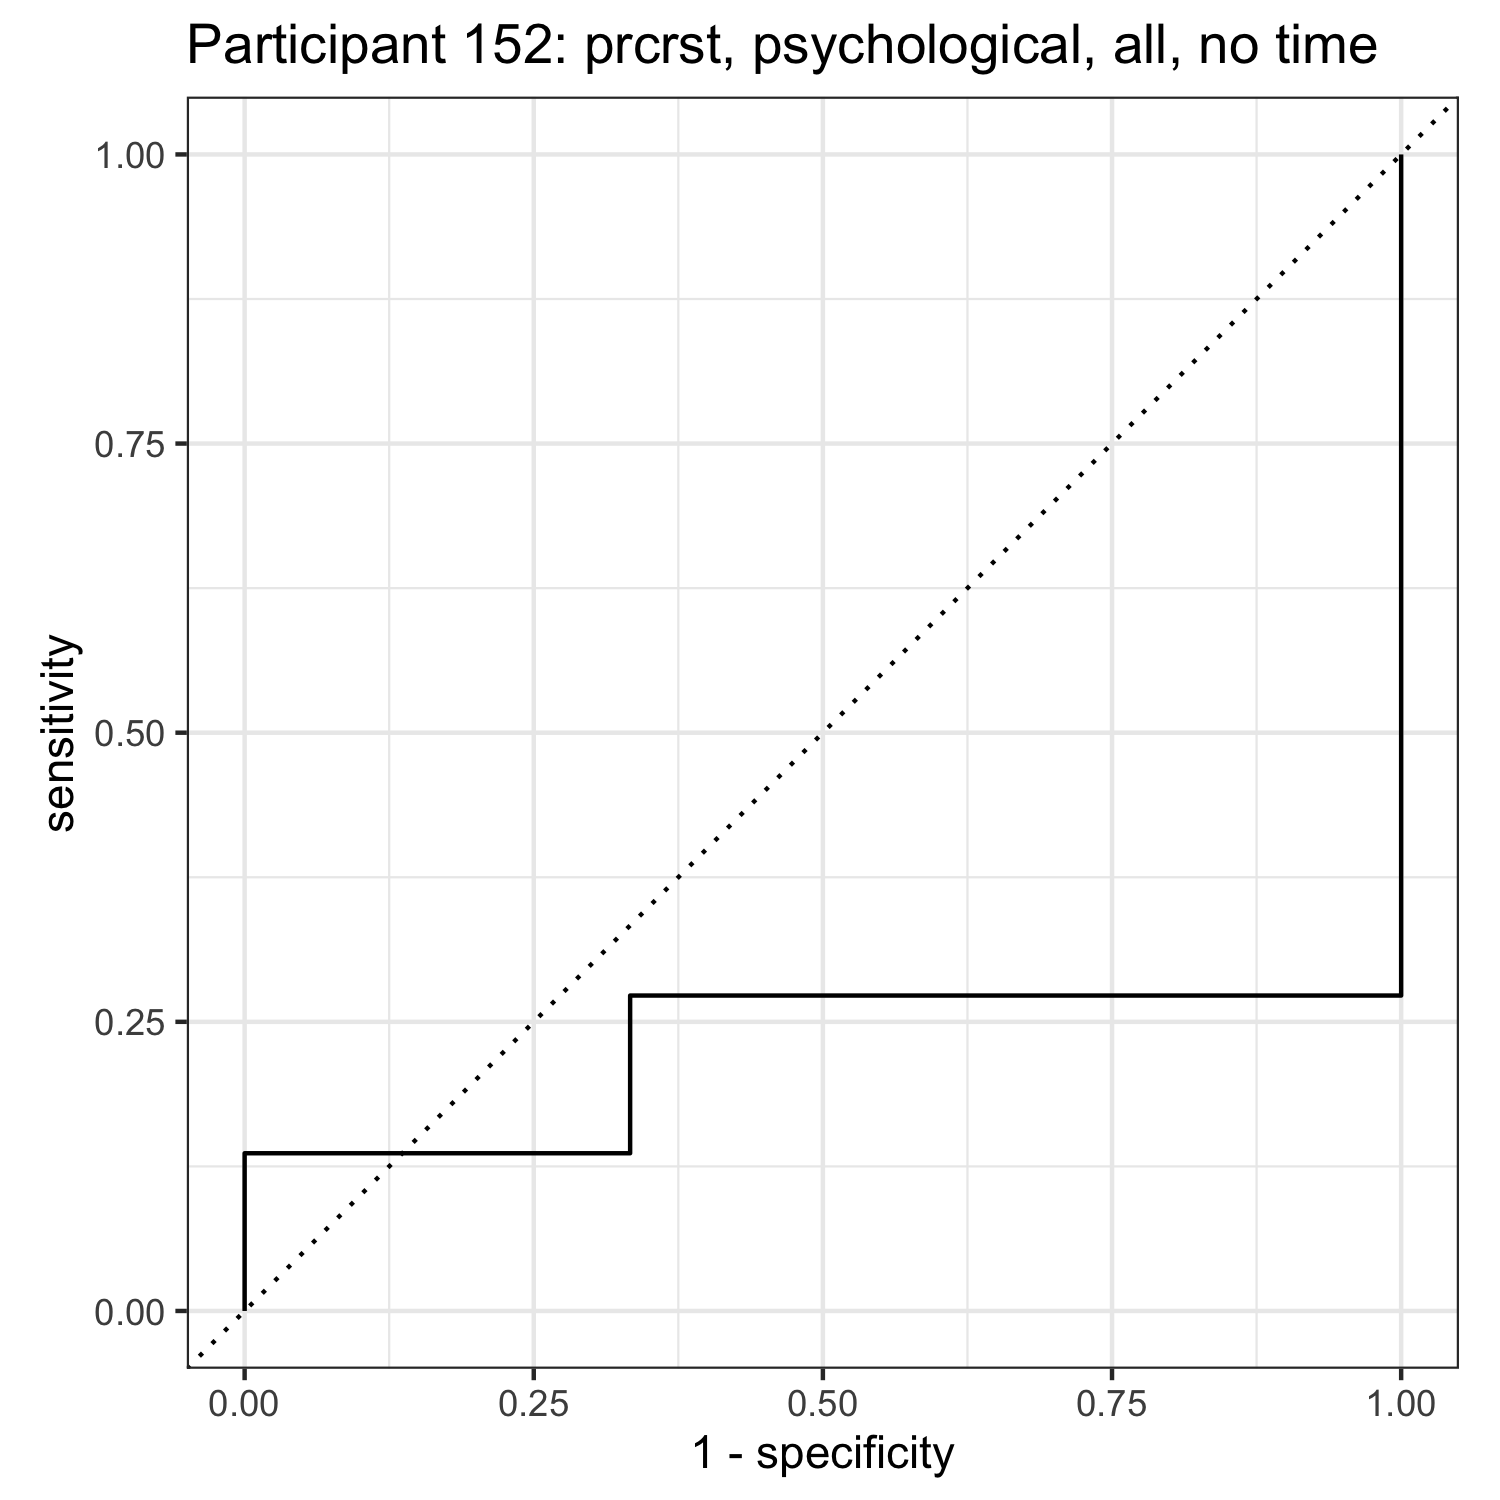 Participant 152: prcrst, psychological, all, no time
1.00
0.75
0.50
0.25
0.00
sensitivity
0.00 0.25 0.50 0.75 1.00
1 - specificity